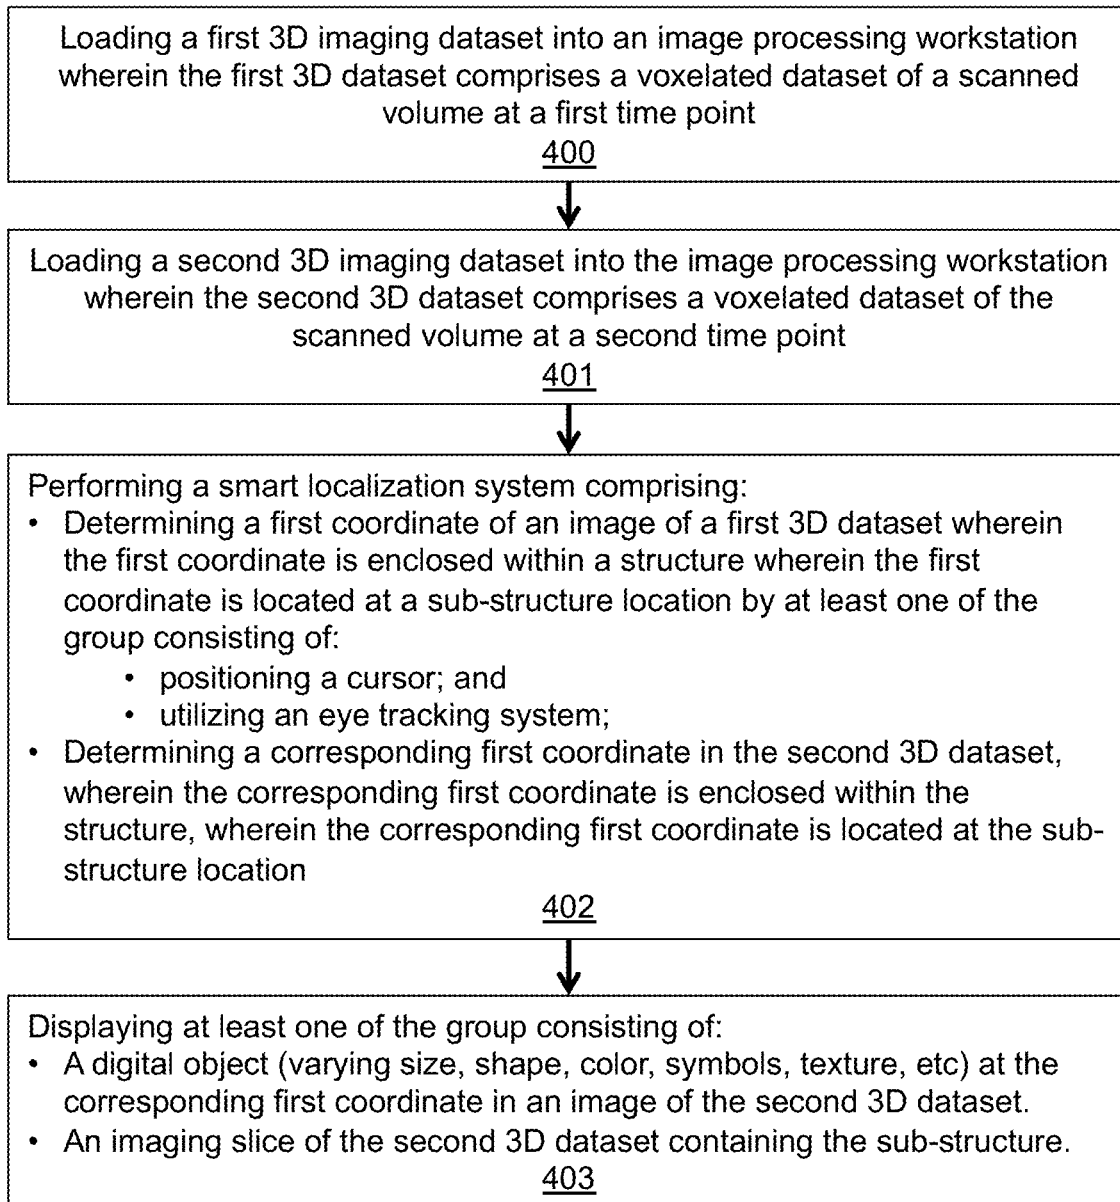 Loading a first 3D imaging dataset into an image processing workstation
wherein the first 3D dataset comprises a voxelated dataset of a scanned
volume at a first time point
400
Loading a second 3D imaging dataset into the image processing workstation
wherein the second 3D dataset comprises a voxelated dataset of the
scanned volume at a second time point
401
Performing a smart localization system comprising:
• Determining a first coordinate of an image of a first 3D dataset wherein
the first coordinate is enclosed within a structure wherein the first
coordinate is located at a sub-structure location by at least one of the
group consisting of:
• positioning a cursor; and
• utilizing an eye tracking system;
• Determining a corresponding first coordinate in the second 3D dataset,
wherein the corresponding first coordinate is enclosed within the
structure, wherein the corresponding first coordinate is located at the sub-
structure location
402
Displaying at least one of the group consisting of:
• A digital object (varying size, shape, color, symbols, texture, etc) at the
corresponding first coordinate in an image of the second 3D dataset.
• An imaging slice of the second 3D dataset containing the sub-structure.
403